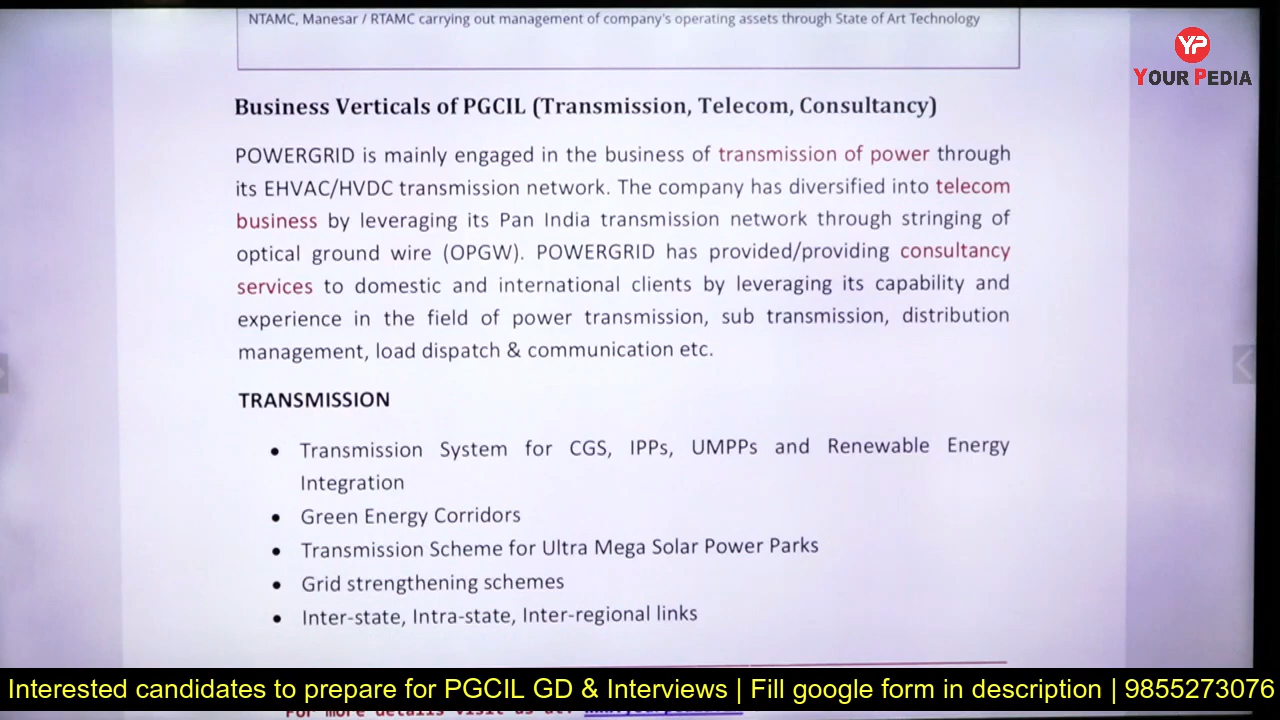 NTAMC, Manesar / RTAMC carrying out management of company's operating assets through State of Art Technology
YP
YOUR PEDIA
Business Verticals of PGCIL (Transmission, Telecom, Consultancy)
POWERGRID is mainly engaged in the business of transmission of power through
its EHVAC/HVDC transmission network. The company has diversified into telecom
business by leveraging its Pan India transmission network through stringing of
optical ground wire (OPGW). POWERGRID has provided/providing consultancy
services to domestic and international clients by leveraging its capability and
experience in the field of power transmission, sub transmission, distribution
management, load dispatch & communication etc.
TRANSMISSION
• Transmission System for CGS, IPPs, UMPPs and Renewable Energy
Integration
• Green Energy Corridors
• Transmission Scheme for Ultra Mega Solar Power Parks
• Grid strengthening schemes
• Inter-state, Intra-state, Inter-regional links
Interested candidates to prepare for PGCIL GD & Interviews | Fill google form in description | 9855273076
For more details visit us at: